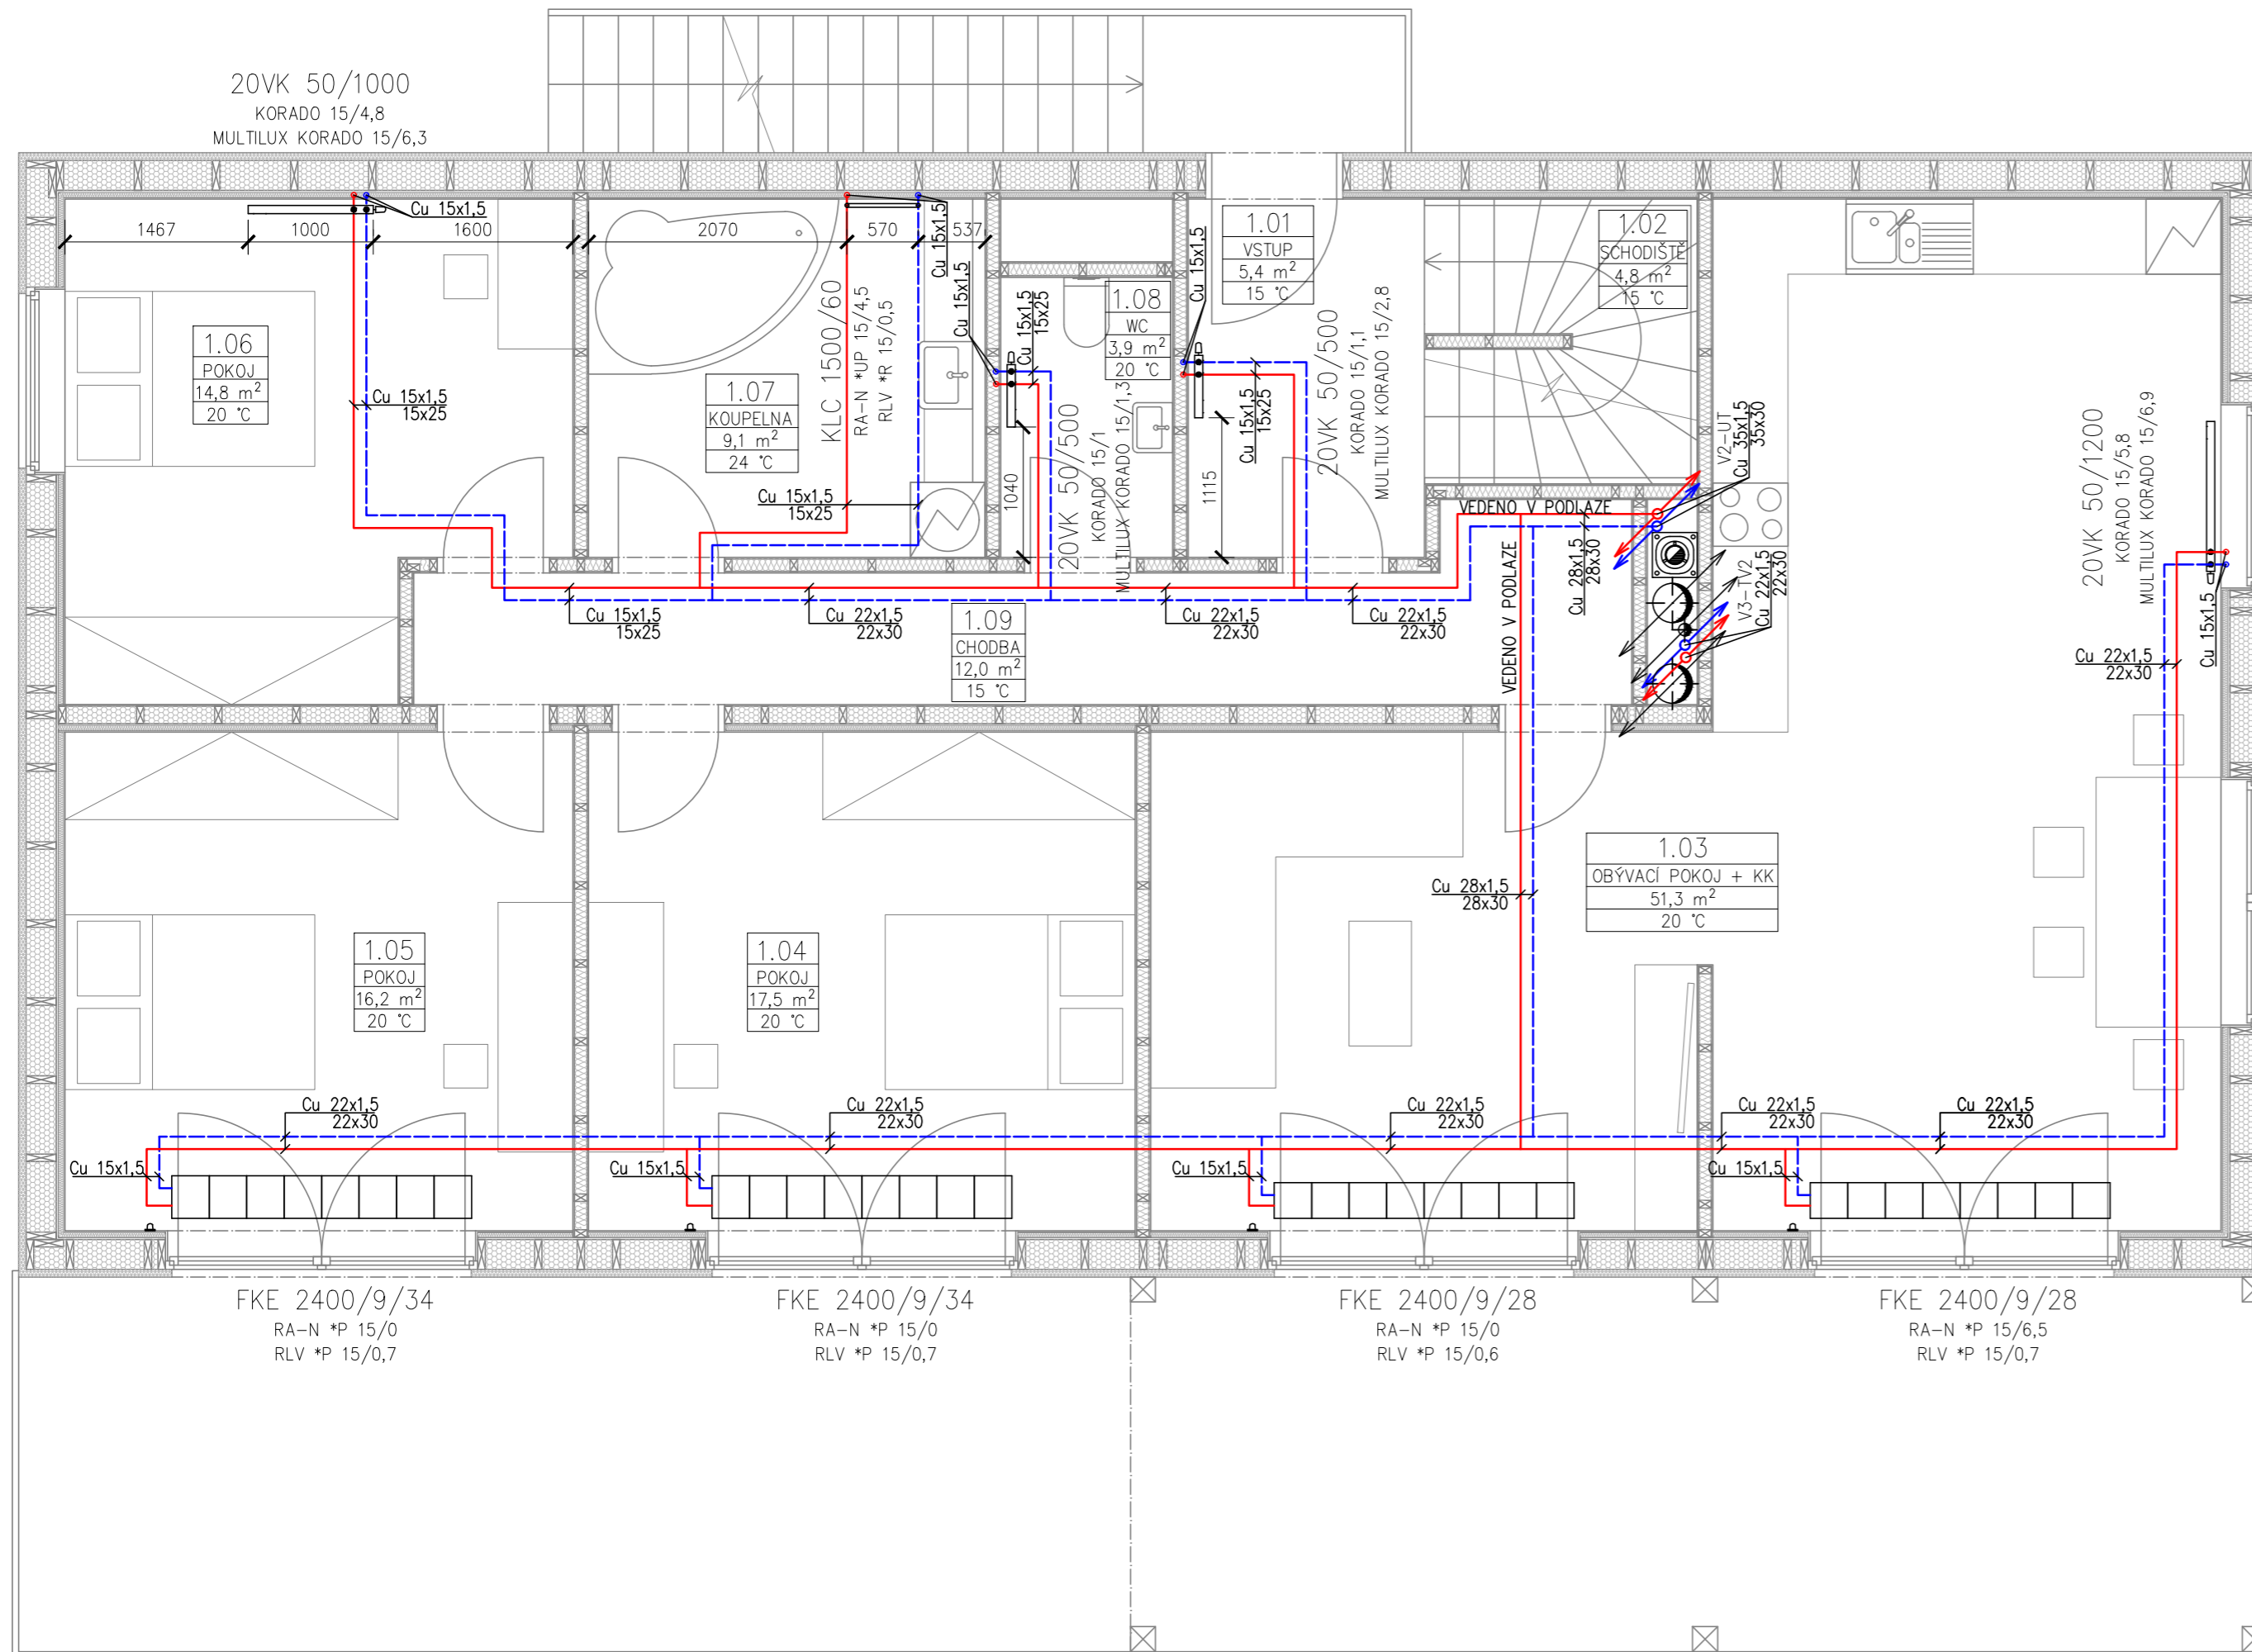 20VK 50/1000
KORADO 15/4,8
MULTILUX KORADO 15/6,3
Cu 15x1,5
1467
1000
1600
2070
570
537
Cu 15x1,5
Cu 15x1,5
Cu 15x1,5
15x25
Cu 15x1,5
1.01
VSTUP
5,4 m²
15 °C
1.02
SCHODIŠTĚ
4,8 m²
15 °C
1.08
WC
3,9 m²
20 °C
1.06
POKOJ
14,8 m²
20 °C
Cu 15x1,5
15x25
1.07
KOUPELNA
9,1 m²
24 °C
KLC 1500/60
RA-N *UP 15/4,5
RLV *R 15/0,5
Cu 15x1,5
15x25
1040
20VK 50/500
KORADO 15/1
MULTILUX KORADO 15/1,3
1115
Cu 15x1,5
15x25
20VK 50/500
KORADO 15/1,1
MULTILUX KORADO 15/2,8
V2-UT
Cu 35x1,5
35x30
VEDENO V PODLAZE
VEDENO V PODLAZE
Cu 28x1,5
28x30
V3-TV2
Cu 22x1,5
22x30
20VK 50/1200
KORADO 15/5,8
MULTILUX KORADO 15/6,9
Cu 15x1,5
Cu 22x1,5
22x30
Cu 15x1,5
15x25
Cu 22x1,5
22x30
1.09
CHODBA
12,0 m²
15 °C
Cu 22x1,5
22x30
Cu 22x1,5
22x30
1.03
OBÝVACÍ POKOJ + KK
51,3 m²
20 °C
Cu 28x1,5
28x30
1.05
POKOJ
16,2 m²
20 °C
1.04
POKOJ
17,5 m²
20 °C
Cu 22x1,5
22x30
Cu 22x1,5
22x30
Cu 22x1,5
22x30
Cu 22x1,5
22x30
Cu 22x1,5
22x30
Cu 15x1,5
Cu 15x1,5
Cu 15x1,5
Cu 15x1,5
FKE 2400/9/34
RA-N *P 15/0
RLV *P 15/0,7
FKE 2400/9/34
RA-N *P 15/0
RLV *P 15/0,7
FKE 2400/9/28
RA-N *P 15/0
RLV *P 15/0,6
FKE 2400/9/28
RA-N *P 15/6,5
RLV *P 15/0,7